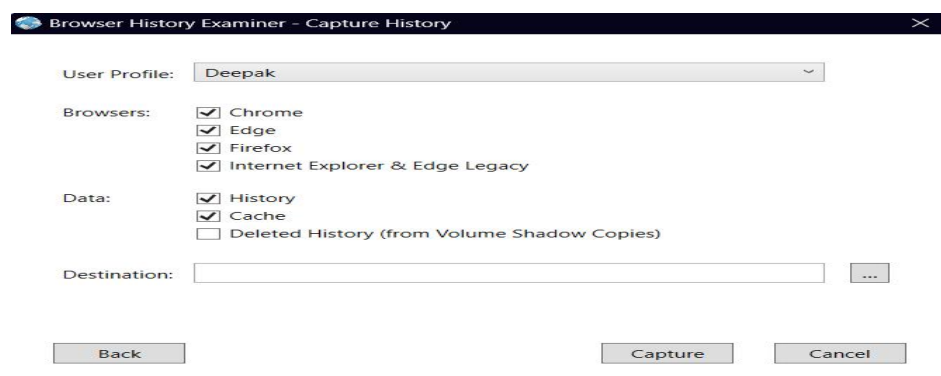 Browser History Examiner - Capture History
User Profile: Deepak
Browsers: Chrome
Edge
Firefox
Internet Explorer & Edge Legacy
Data: History
Cache
Deleted History (from Volume Shadow Copies)
Destination: ...
Back Capture Cancel